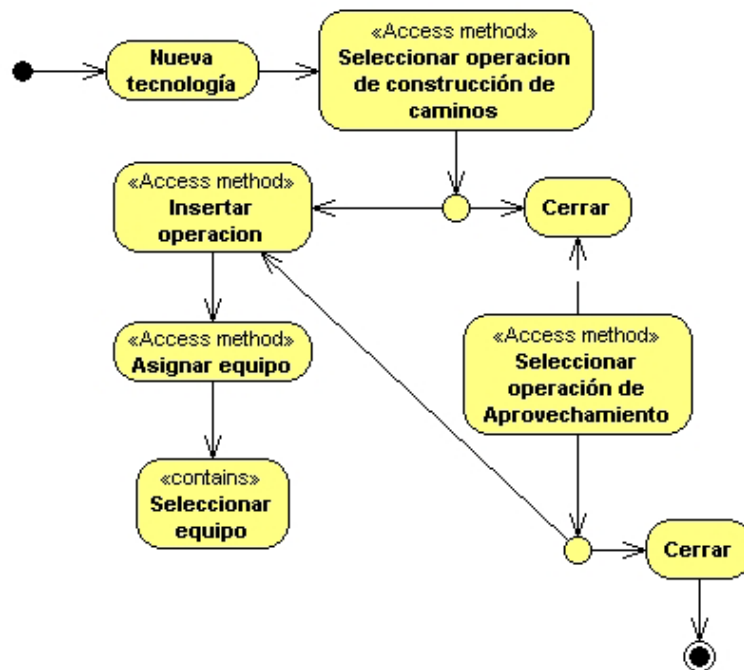 Nueva
tecnología
«Access method»
Seleccionar operacion
de construcción de
caminos
«Access method»
Insertar
operacion
Cerrar
«Access method»
Asignar equipo
«Access method»
Seleccionar
operación de
Aprovechamiento
«contains»
Seleccionar
equipo
Cerrar